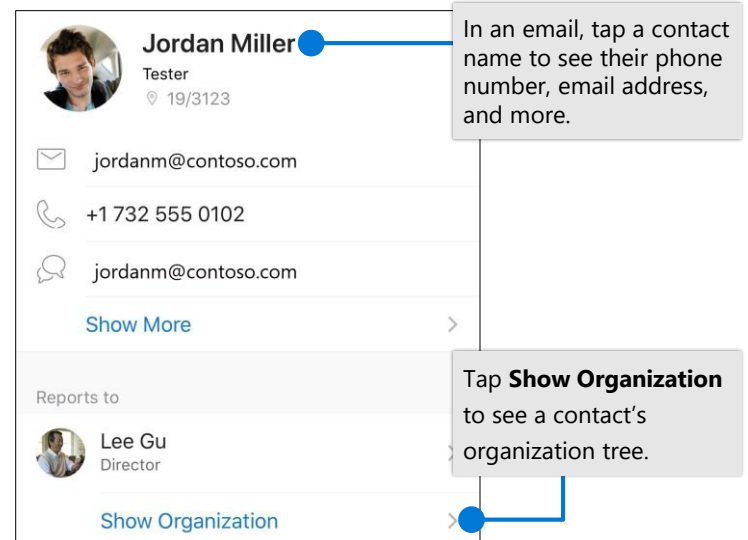 Jordan Miller
Tester
19/3123
In an email, tap a contact
name to see their phone
number, email address,
and more.
jordanm@contoso.com
+1 732 555 0102
jordanm@contoso.com
Show More
Reports to
Lee Gu
Director
Show Organization
Tap Show Organization
to see a contact’s
organization tree.